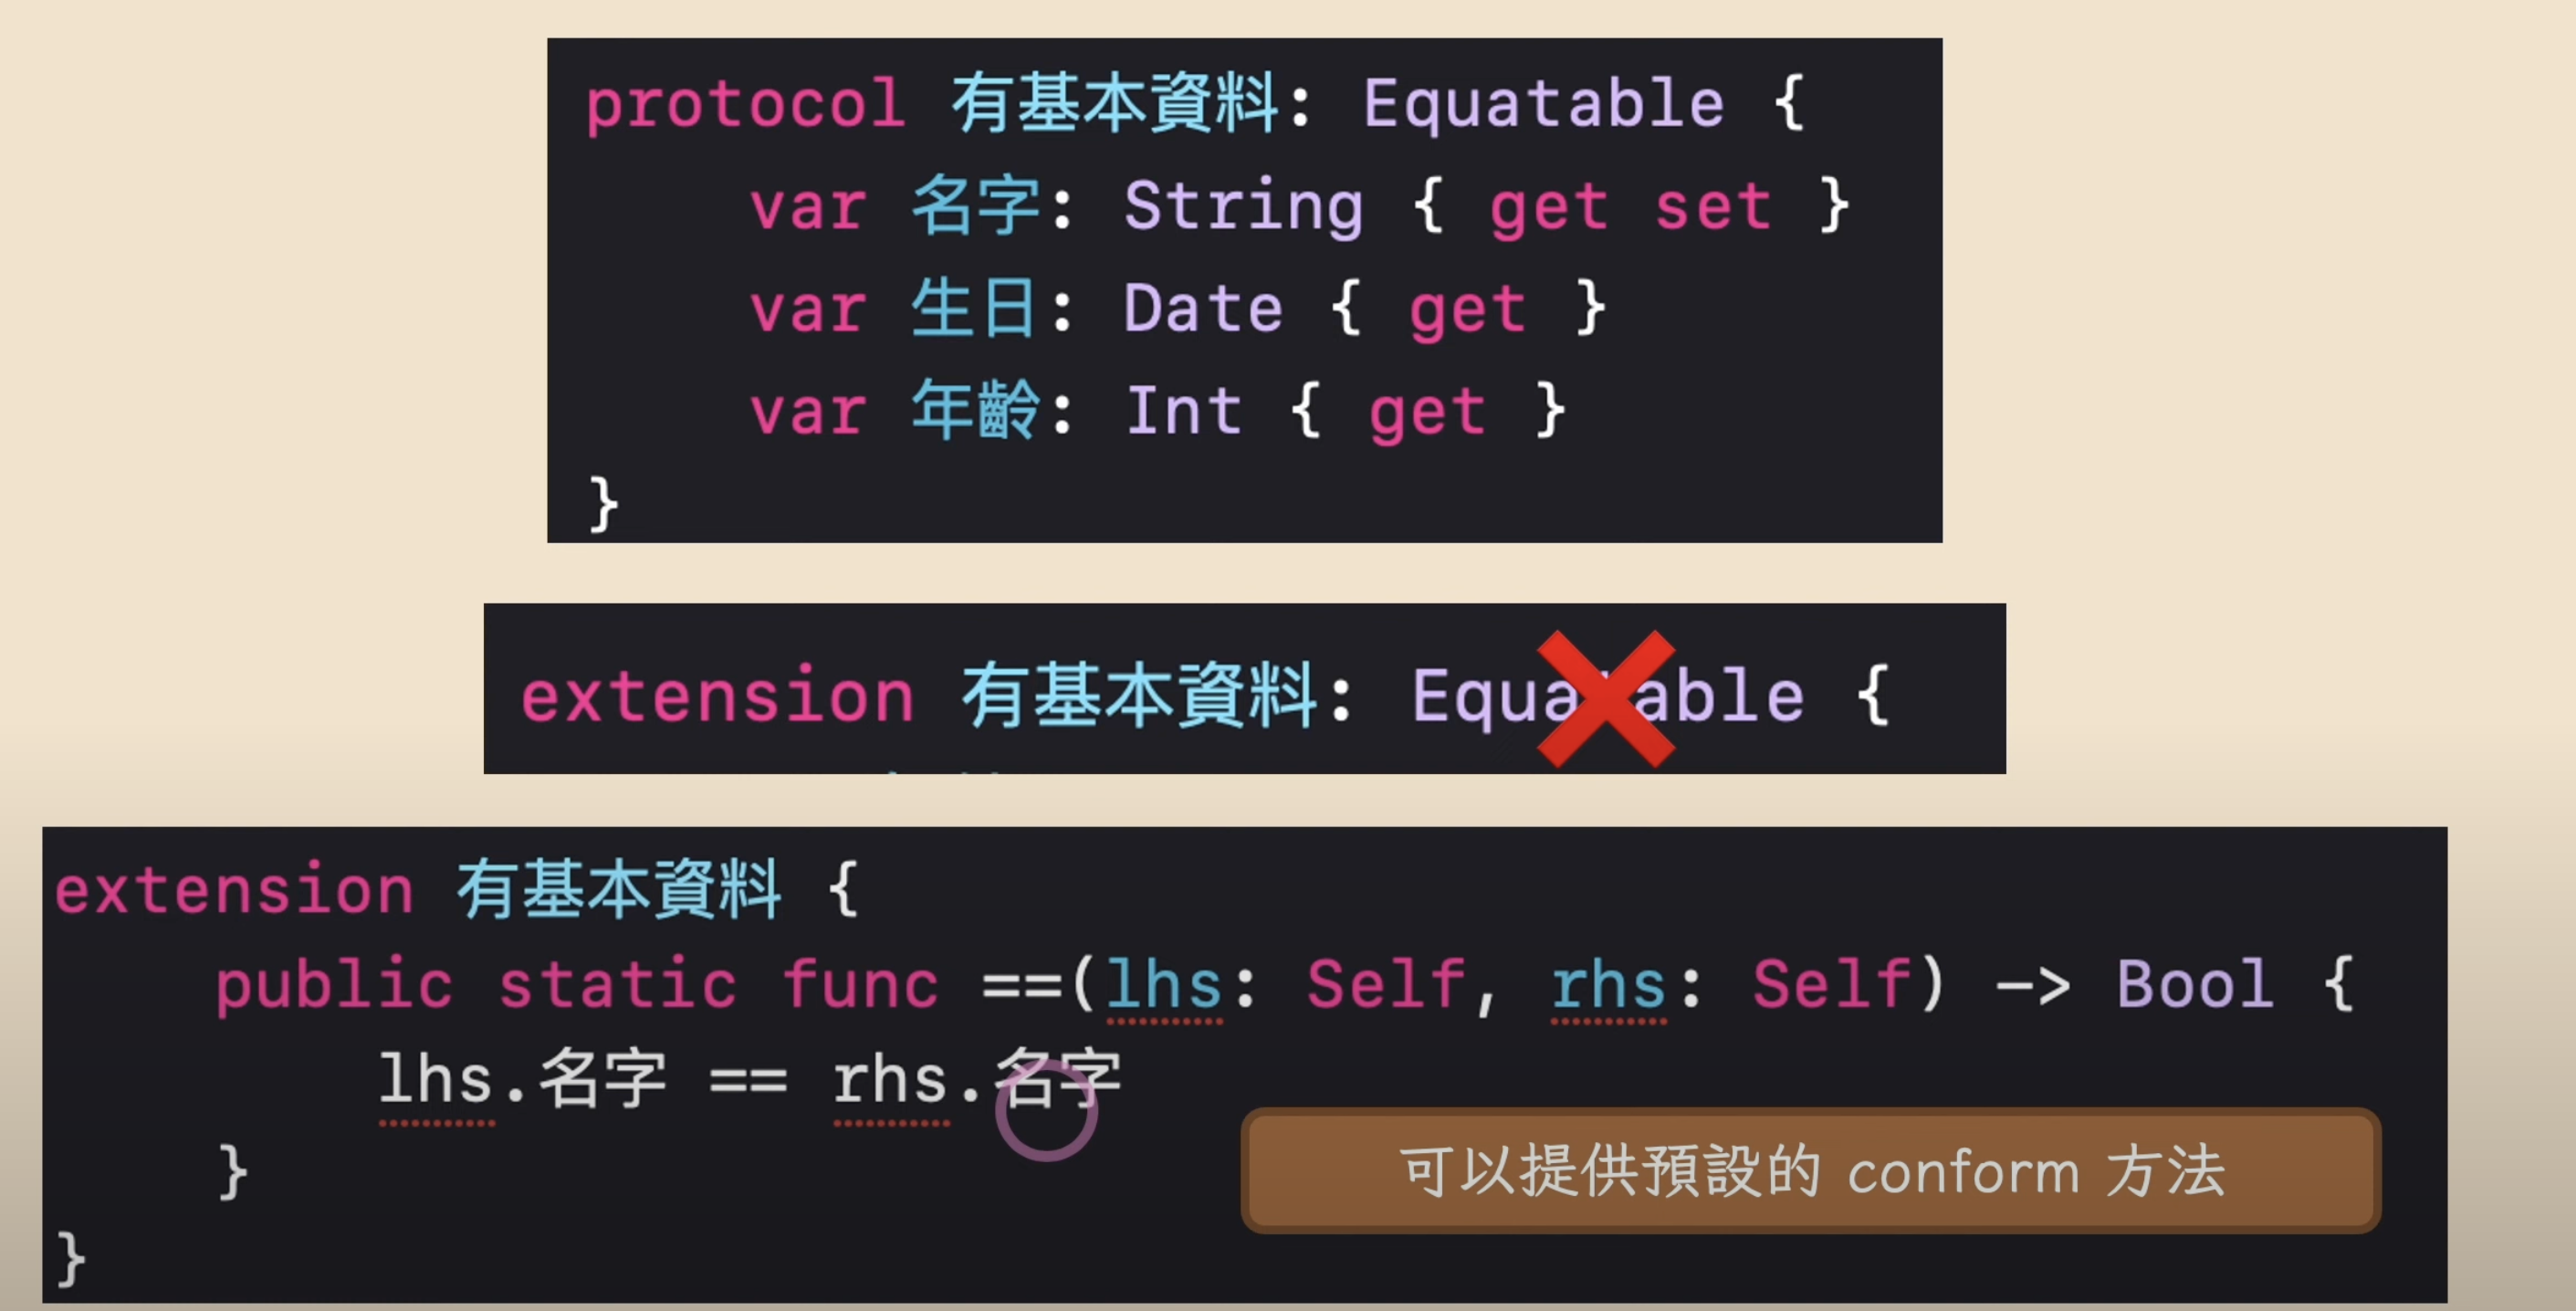 protocol 有基本資料: Equatable {
    var 名字: String { get set }
    var 生日: Date { get }
    var 年齡: Int { get }
}
extension 有基本資料: Equatable {
extension 有基本資料 {
    public static func ==(lhs: Self, rhs: Self) -> Bool {
        lhs.名字 == rhs.名字
    }
}
可以提供預設的 conform 方法